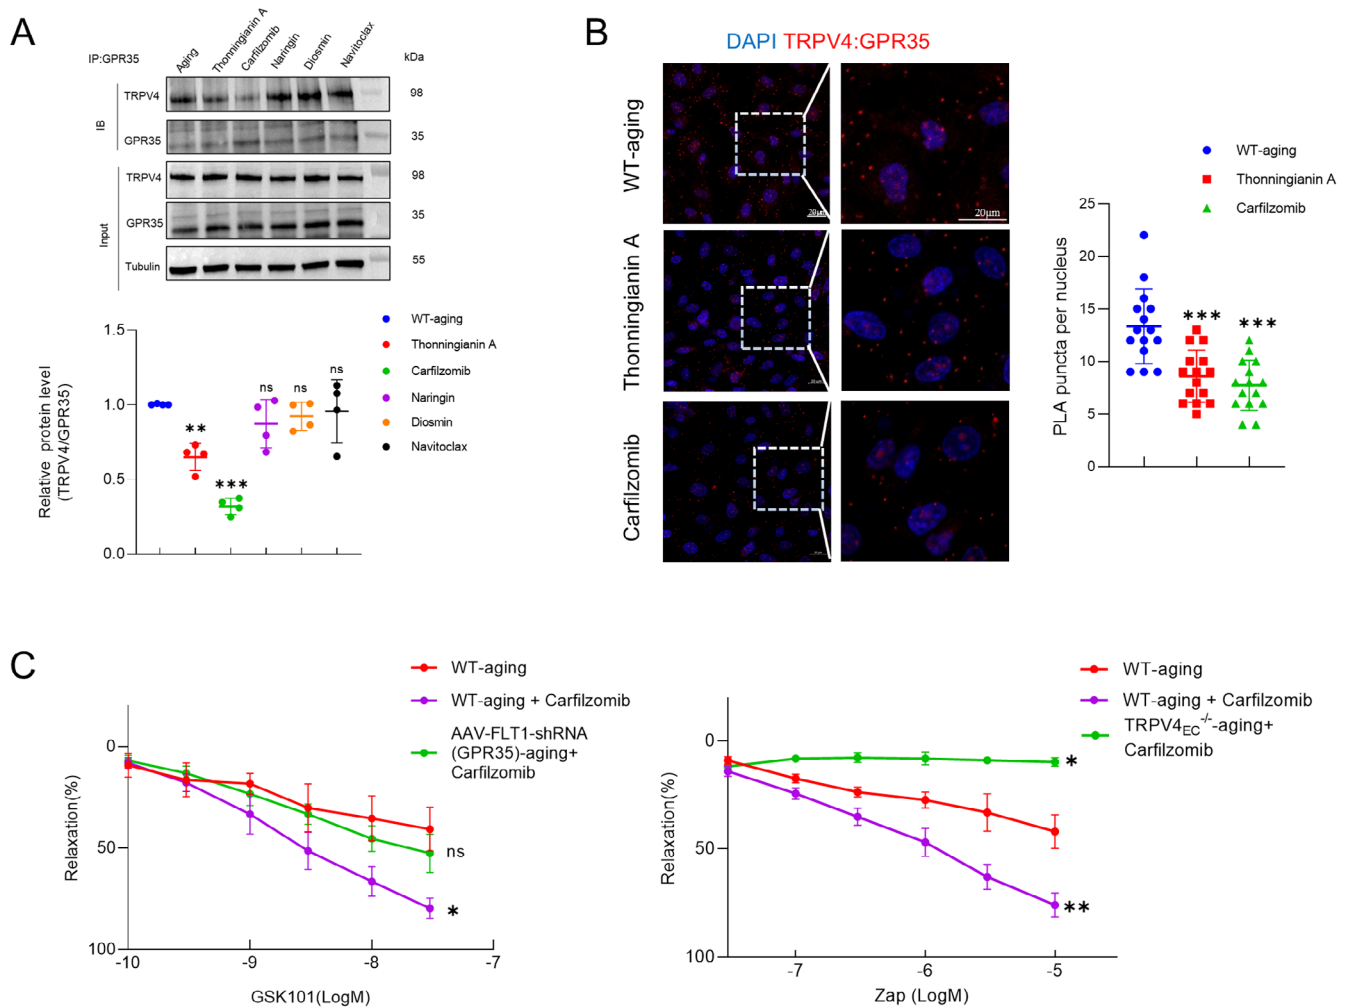 A
IP:GPR35
Aging
Thonningianin A
Carfilzomib
Naringin
Diosmin
Navitoclax
kDa
IB
TRPV4
98
GPR35
35
Input
TRPV4
98
GPR35
35
Tubulin
55
Relative protein level
(TRPV4/GPR35)
1.5
1.0
0.5
0.0
**
***
ns
ns
ns
WT-aging
Thonningianin A
Carfilzomib
Naringin
Diosmin
Navitoclax
B
DAPI TRPV4:GPR35
WT-aging
20μm
20μm
Thonningianin A
Carfilzomib
WT-aging
Thonningianin A
Carfilzomib
PLA puncta per nucleus
25
20
15
10
5
0
***
***
C
WT-aging
WT-aging + Carfilzomib
AAV-FLT1-shRNA
(GPR35)-aging+
Carfilzomib
Relaxation(%)
0
50
100
ns
*
-10
-9
-8
-7
GSK101(LogM)
WT-aging
WT-aging + Carfilzomib
TRPV4EC-/--aging+
Carfilzomib
Relaxation(%)
0
50
100
*
**
-7
-6
-5
Zap (LogM)